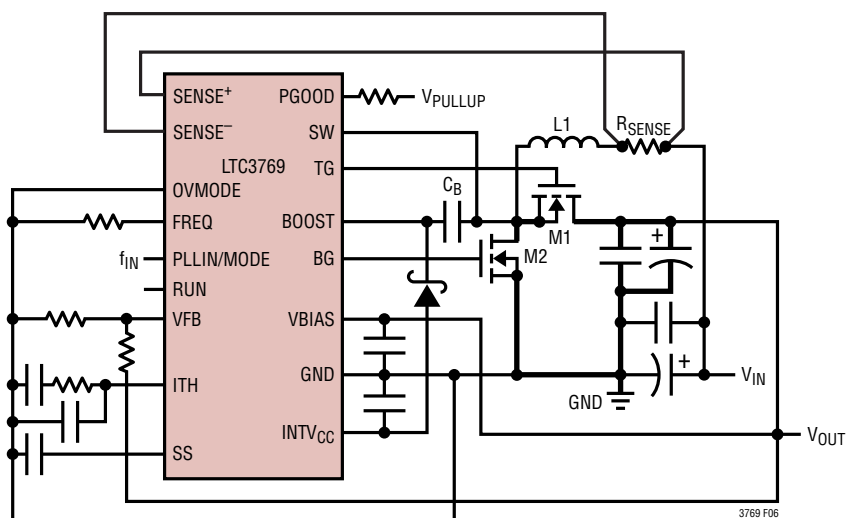 SENSE+
PGOOD
VPULLUP
L1
RSENSE
SENSE–
SW
LTC3769
TG
OVMODE
CB
FREQ
BOOST
M1
+
fIN
PLLIN/MODE
BG
M2
RUN
VFB
VBIAS
+
ITH
GND
VIN
GND
INTVCC
VOUT
SS
3769 F06